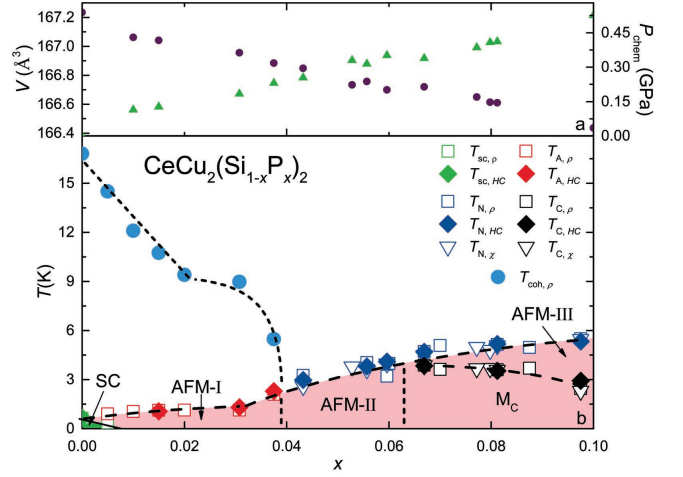 167.2
167.0
166.8
166.6
166.4
V (Å³)
0.45
0.30
0.15
0.00
P_chem (GPa)
a
CeCu₂(Si₁₋ₓPₓ)₂
T_sc, ρ
T_A, ρ
T_sc, HC
T_A, HC
T_N, ρ
T_C, ρ
T_N, HC
T_C, HC
T_N, χ
T_C, χ
T_coh, ρ
15
12
9
6
3
0
T(K)
SC
AFM-I
AFM-II
AFM-III
M_C
b
0.00
0.02
0.04
0.06
0.08
0.10
x